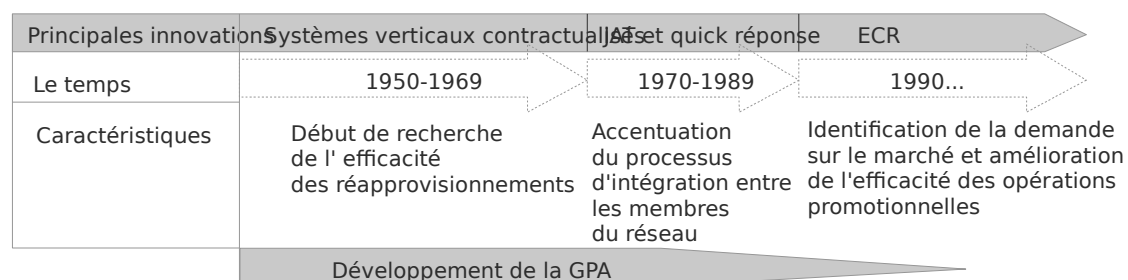 Principales innovations Systèmes verticaux contractualisés JAT et quick réponse ECR
Le temps 1950-1969 1970-1989 1990...
Caractéristiques
Début de recherche
de l' efficacité
des réapprovisionnements
Accentuation
du processus
d'intégration entre
les membres
du réseau
Identification de la demande
sur le marché et amélioration
de l'efficacité des opérations
promotionnelles
Développement de la GPA